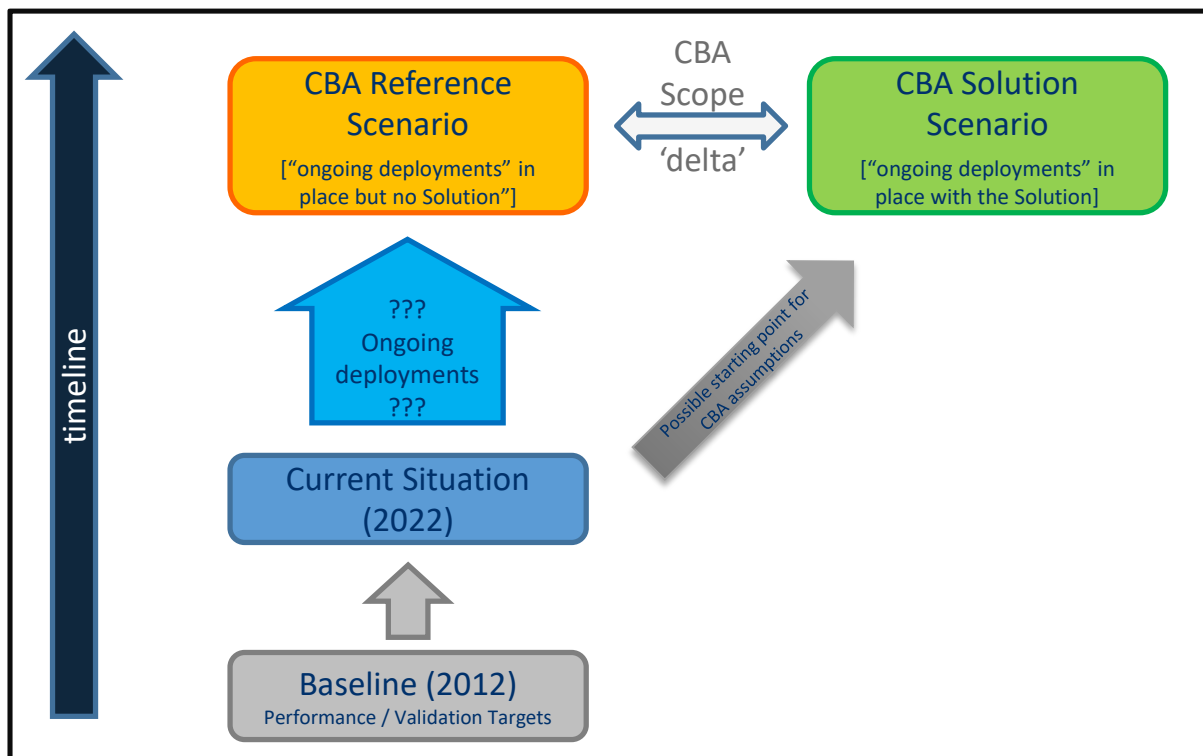 timeline
CBA Reference
Scenario
[“ongoing deployments” in
place but no Solution”]
CBA
Scope
‘delta’
CBA Solution
Scenario
[“ongoing deployments” in
place with the Solution]
???
Ongoing
deployments
???
Possible starting point for
CBA assumptions
Current Situation
(2022)
Baseline (2012)
Performance / Validation Targets